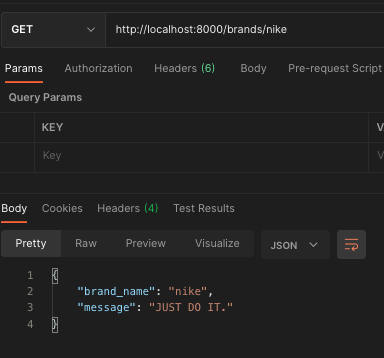 GET http://localhost:8000/brands/nike
Params Authorization Headers (6) Body Pre-request Script
Query Params
KEY V
Key V
Body Cookies Headers (4) Test Results
Pretty Raw Preview Visualize JSON
1 {
2 "brand_name": "nike",
3 "message": "JUST DO IT."
4 }